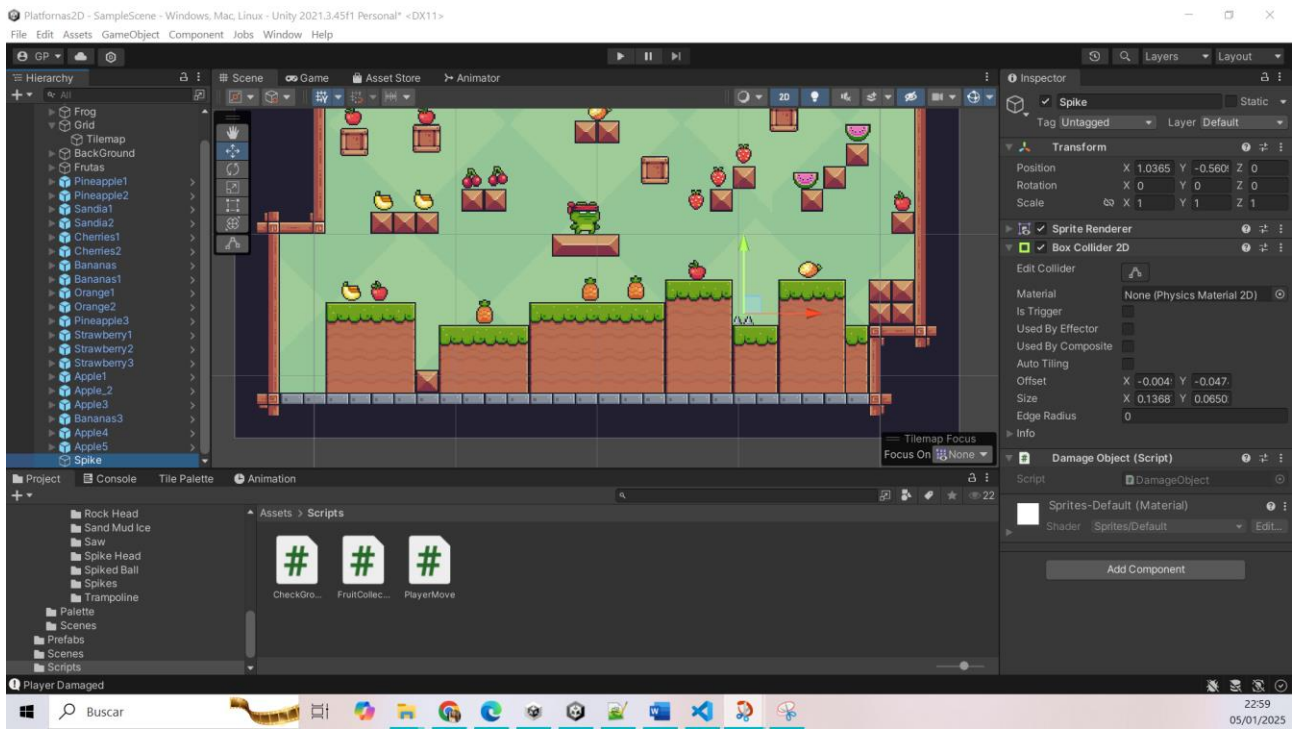 Platfornas2D - SampleScene - Windows, Mac, Linux - Unity 2021.3.45f1 Personal* <DX11>
File Edit Assets GameObject Component Jobs Window Help
GP
Layers
Layout
Hierarchy
All
Frog
Grid
Tilemap
BackGround
Frutas
Pineapple1
Pineapple2
Sandia1
Sandia2
Cherries1
Cherries2
Bananas
Bananas1
Orange1
Orange2
Pineapple3
Strawberry1
Strawberry2
Strawberry3
Apple1
Apple_2
Apple3
Bananas3
Apple4
Apple5
Spike
Scene Game Asset Store Animator
2D
Tilemap Focus
Focus On None
Inspector
Spike Static
Tag Untagged Layer Default
Transform
Position X 1.0365 Y -0.560! Z 0
Rotation X 0 Y 0 Z 0
Scale X 1 Y 1 Z 1
Sprite Renderer
Box Collider 2D
Edit Collider
Material None (Physics Material 2D)
Is Trigger
Used By Effector
Used By Composite
Auto Tiling
Offset X -0.004! Y -0.047
Size X 0.1368 Y 0.0650
Edge Radius 0
Info
Damage Object (Script)
Script DamageObject
Sprites-Default (Material)
Shader Sprites/Default Edit...
Add Component
Project Console Tile Palette Animation
22
Rock Head
Sand Mud Ice
Saw
Spike Head
Spiked Ball
Spikes
Trampoline
Palette
Scenes
Prefabs
Scenes
Scripts
Assets > Scripts
CheckGro... FruitCollec... PlayerMove
Player Damaged
Buscar
22:59
05/01/2025